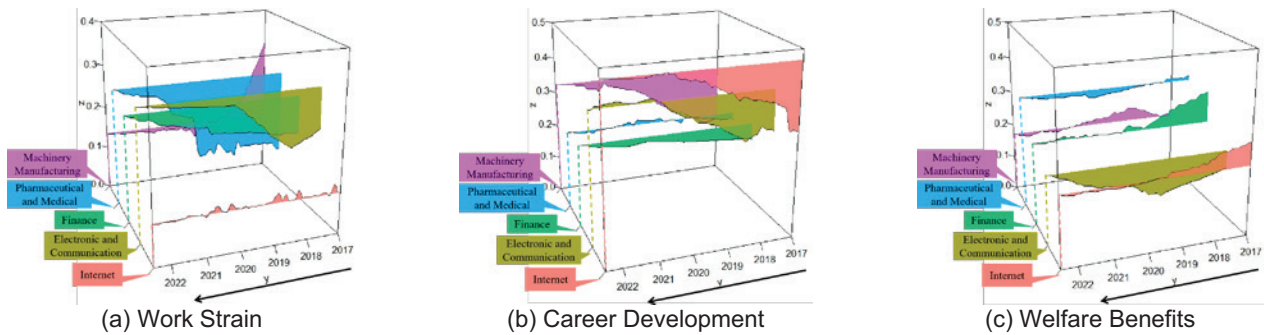 0.4
0.3
Z
0.2
0.1
0.0
Machinery
Manufacturing
Pharmaceutical
and Medical
Finance
Electronic and
Communication
Internet
2022
2021
2020
2019
2018
2017
y
(a) Work Strain
0.5
0.4
0.3
Z
0.2
0.1
0.0
Machinery
Manufacturing
Pharmaceutical
and Medical
Finance
Electronic and
Communication
Internet
2022
2021
2020
2019
2018
2017
y
(b) Career Development
0.5
0.4
0.3
Z
0.2
0.1
0.0
Machinery
Manufacturing
Pharmaceutical
and Medical
Finance
Electronic and
Communication
Internet
2022
2021
2020
2019
2018
2017
y
(c) Welfare Benefits